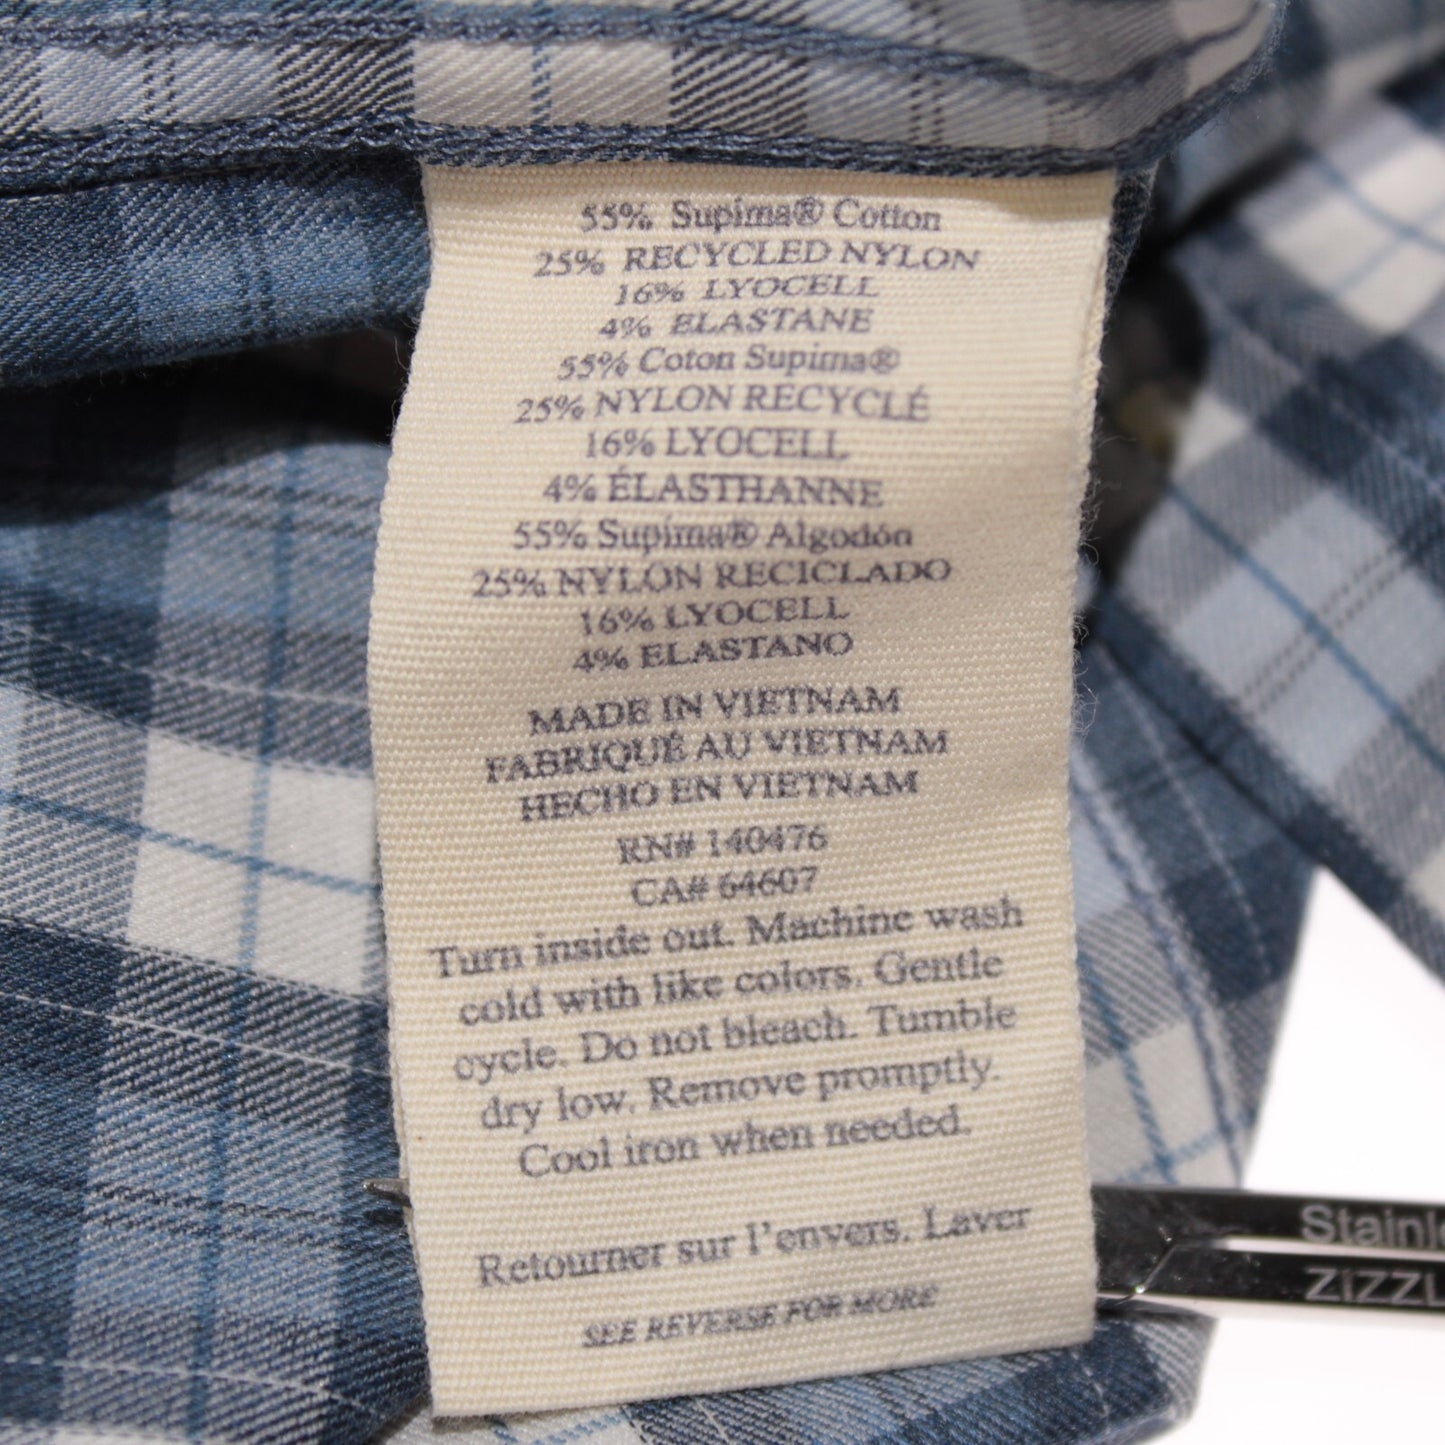 55% Supima® Cotton
25% RECYCLED NYLON
16% LYOCELL
4% ELASTANE
55% Coton Supima®
25% NYLON RECYCLÉ
16% LYOCELL
4% ÉLASTHANNE
55% Supima® Algodón
25% NYLON RECICLADO
16% LYOCELL
4% ELASTANO
MADE IN VIETNAM
FABRIQUÉ AU VIETNAM
HECHO EN VIETNAM
RN# 140476
CA# 64607
Turn inside out. Machine wash
cold with like colors. Gentle
cycle. Do not bleach. Tumble
dry low. Remove promptly.
Cool iron when needed.
Retourner sur l'envers. Laver
SEE REVERSE FOR MORE